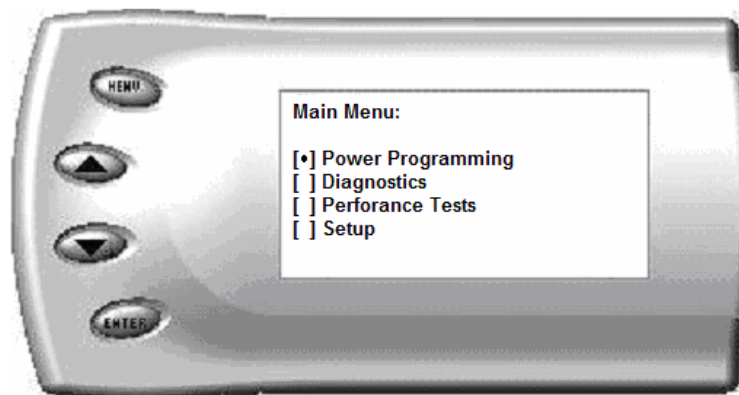 MENU
Main Menu:
[•] Power Programming
[ ] Diagnostics
[ ] Perforance Tests
[ ] Setup
ENTER